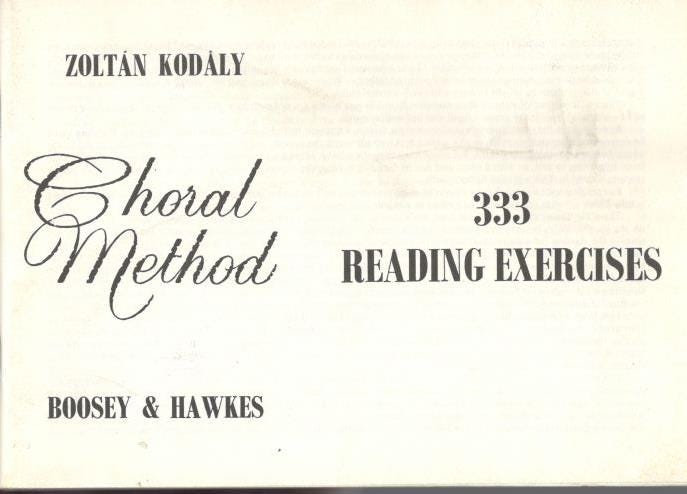 ZOLTÁN KODÁLY
Choral
Method
BOOSEY & HAWKES
333
READING EXERCISES